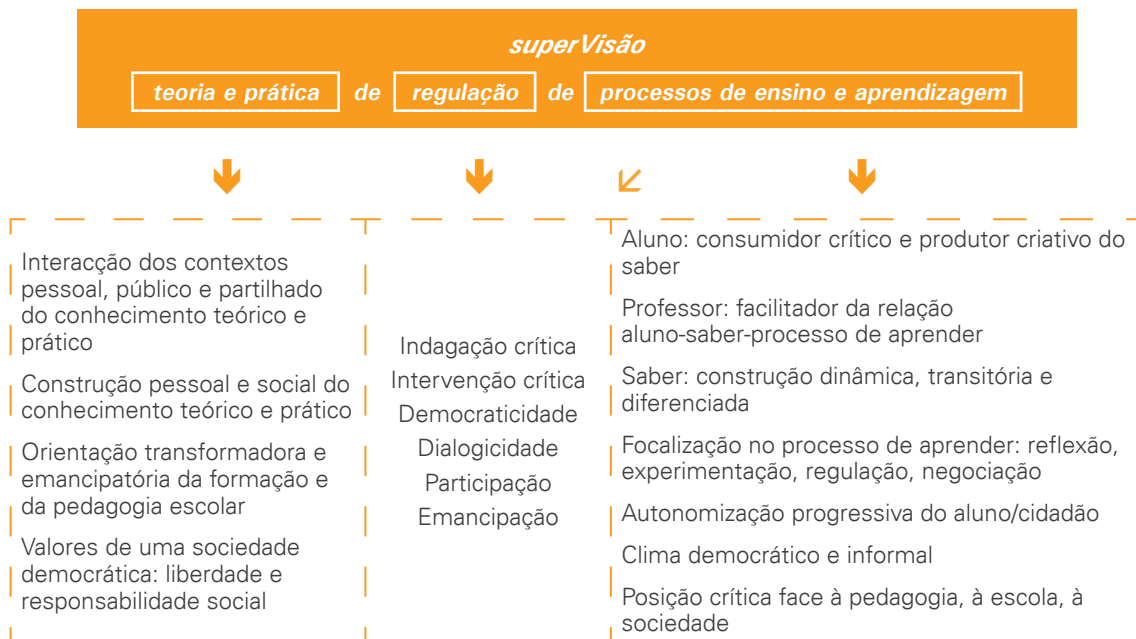 superVisão
teoria e prática de regulação de processos de ensino e aprendizagem
Interacção dos contextos
pessoal, público e partilhado
do conhecimento teórico e
prático
Construção pessoal e social do
conhecimento teórico e prático
Orientação transformadora e
emancipatória da formação e
da pedagogia escolar
Valores de uma sociedade
democrática: liberdade e
responsabilidade social
Indagação crítica
Intervenção crítica
Democraticidade
Dialogicidade
Participação
Emancipação
Aluno: consumidor crítico e produtor criativo do
saber
Professor: facilitador da relação
aluno-saber-processo de aprender
Saber: construção dinâmica, transitória e
diferenciada
Focalização no processo de aprender: reflexão,
experimentação, regulação, negociação
Autonomização progressiva do aluno/cidadão
Clima democrático e informal
Posição crítica face à pedagogia, à escola, à
sociedade